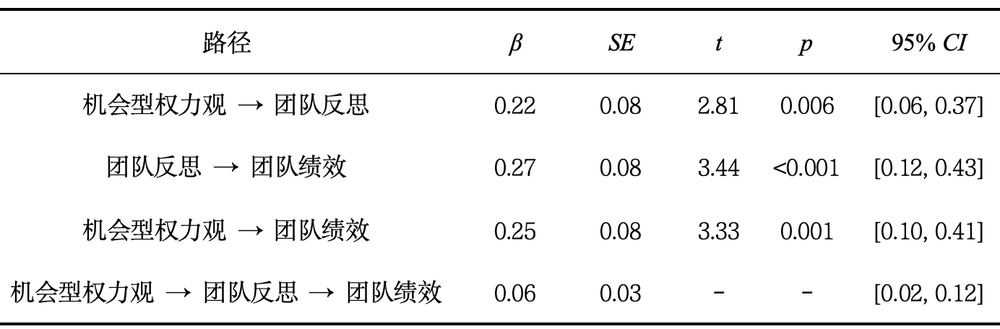 路径 β SE t p 95% CI
机会型权力观 → 团队反思 0.22 0.08 2.81 0.006 [0.06, 0.37]
团队反思 → 团队绩效 0.27 0.08 3.44 <0.001 [0.12, 0.43]
机会型权力观 → 团队绩效 0.25 0.08 3.33 0.001 [0.10, 0.41]
机会型权力观 → 团队反思 → 团队绩效 0.06 0.03 - - [0.02, 0.12]